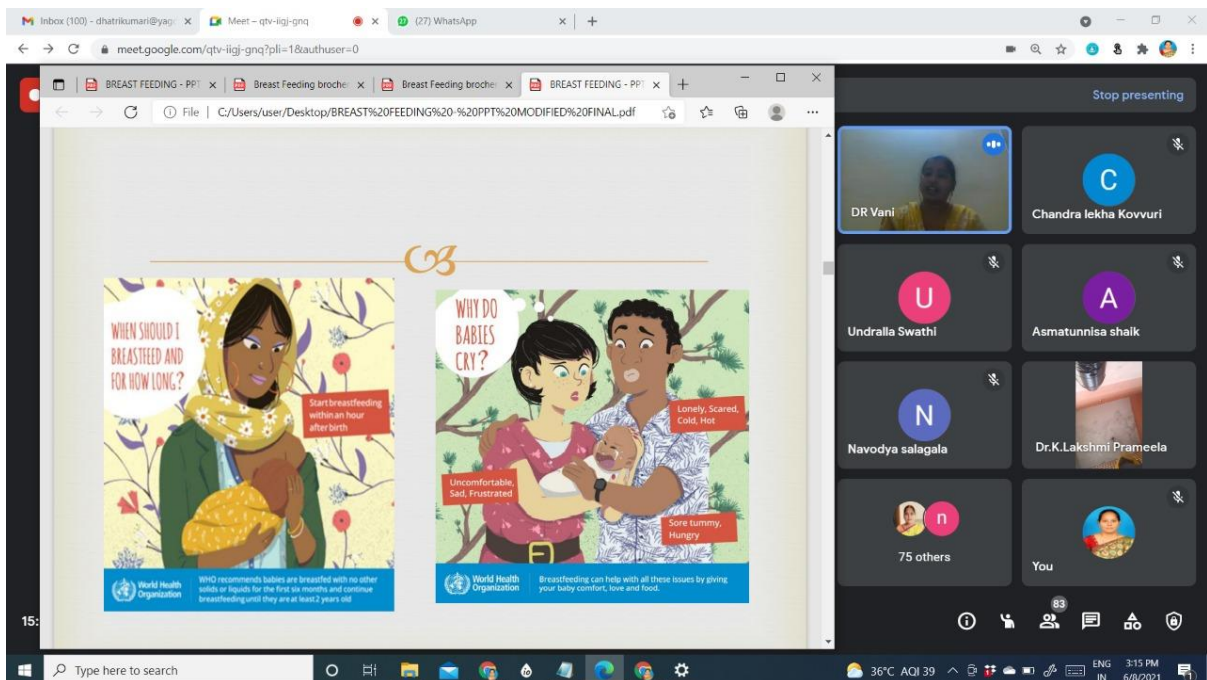 Inbox (100) - dhatrikumari@yag
Meet – qtv-iigj-gnq
(27) WhatsApp
meet.google.com/qtv-iigj-gnq?pli=1&authuser=0
BREAST FEEDING - PPT
Breast Feeding broche
Breast Feeding broche
BREAST FEEDING - PPT
File | C:/Users/user/Desktop/BREAST%20FEEDING%20-%20PPT%20MODIFIED%20FINAL.pdf
Stop presenting
WHEN SHOULD I
BREASTFEED AND
FOR HOW LONG?
Start breastfeeding
within an hour
after birth
World Health
Organization
WHO recommends babies are breastfed with no other
solids or liquids for the first six months and continue
breastfeeding until they are at least 2 years old
WHY DO
BABIES
CRY?
Lonely, Scared,
Cold, Hot
Uncomfortable,
Sad, Frustrated
Sore tummy,
Hungry
World Health
Organization
Breastfeeding can help with all these issues by giving
your baby comfort, love and food.
DR Vani
C
Chandra lekha Kovvuri
U
Undralla Swathi
A
Asmatunnisa shaik
N
Navodya salagala
Dr.K.Lakshmi Prameela
n
75 others
You
15:
83
Type here to search
36°C AQI 39
ENG
IN
3:15 PM
6/8/2021